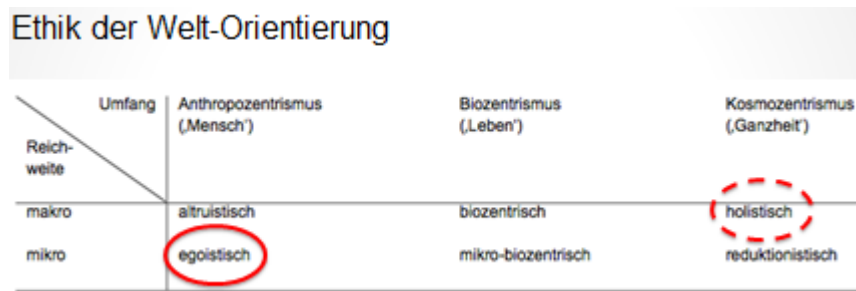 Ethik der Welt-Orientierung
Umfang Anthropozentrismus Biozentrismus Kosmozentrismus
(‚Mensch') (‚Leben') (‚Ganzheit')
Reich-
weite
makro altruistisch biozentrisch holistisch
mikro egoistisch mikro-biozentrisch reduktionistisch